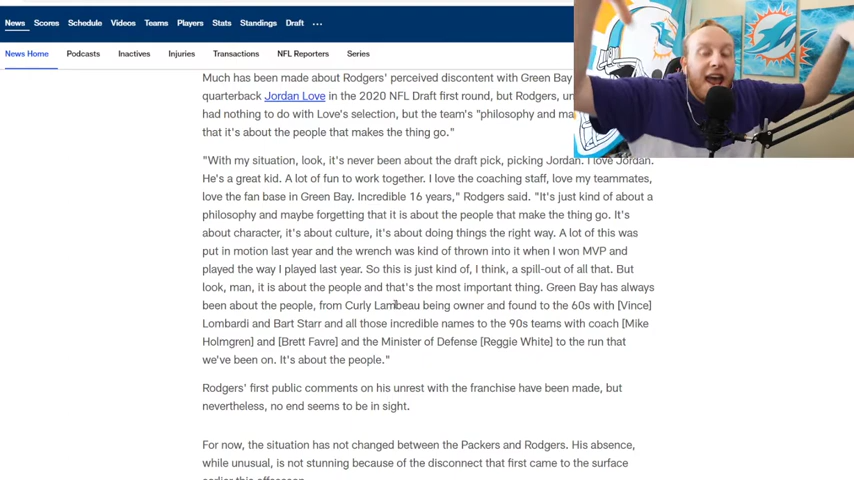 News Scores Schedule Videos Teams Players Stats Standings Draft ...
News Home Podcasts Inactives Injuries Transactions NFL Reporters Series
Much has been made about Rodgers' perceived discontent with Green Bay
quarterback Jordan Love in the 2020 NFL Draft first round, but Rodgers,
had nothing to do with Love's selection, but the team's "philosophy and
that it's about the people that makes the thing go."
"With my situation, look, it's never been about the draft pick, picking Jordan. I love Jordan.
He's a great kid. A lot of fun to work together. I love the coaching staff, love my teammates,
love the fan base in Green Bay. Incredible 16 years," Rodgers said. "It's just kind of about a
philosophy and maybe forgetting that it is about the people that make the thing go. It's
about character, it's about culture, it's about doing things the right way. A lot of this was
put in motion last year and the wrench was kind of thrown into it when I won MVP and
played the way I played last year. So this is just kind of, I think, a spill-out of all that. But
look, man, it is about the people and that's the most important thing. Green Bay has always
been about the people, from Curly Lambeau being owner and found to the 60s with [Vince]
Lombardi and Bart Starr and all those incredible names to the 90s teams with coach [Mike
Holmgren] and [Brett Favre] and the Minister of Defense [Reggie White] to the run that
we've been on. It's about the people."
Rodgers' first public comments on his unrest with the franchise have been made, but
nevertheless, no end seems to be in sight.
For now, the situation has not changed between the Packers and Rodgers. His absence,
while unusual, is not stunning because of the disconnect that first came to the surface
earlier this offseason.